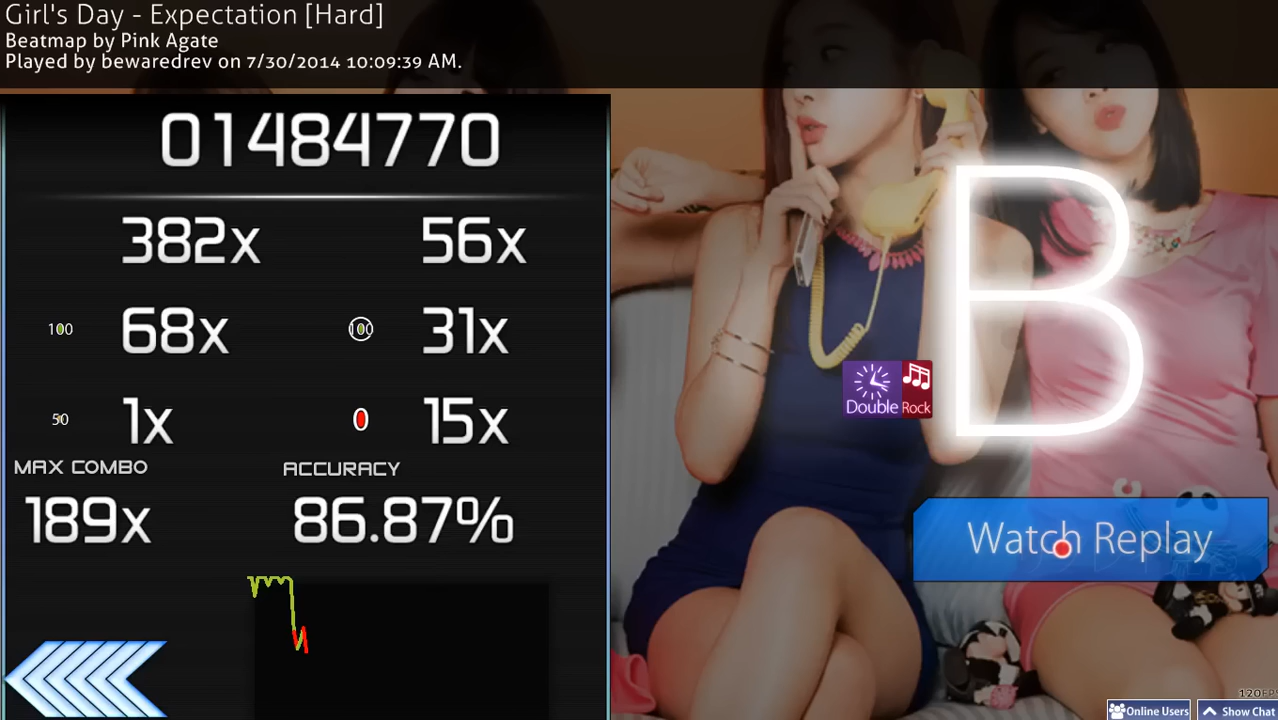 Girl's Day - Expectation [Hard]
Beatmap by Pink Agate
Played by bewaredrev on 7/30/2014 10:09:39 AM.
01484770
382x 56x
100 68x 100 31x
50 1x 0 15x
MAX COMBO ACCURACY
189x 86.87%
B
Double Rock
Watch Replay
Online Users Show Chat